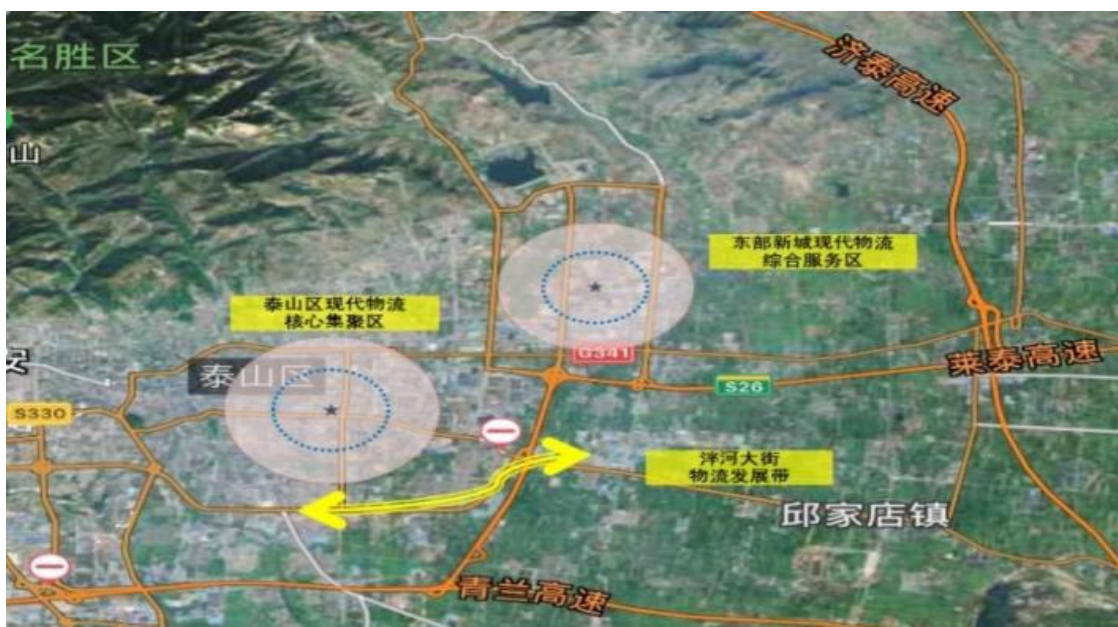 名胜区
济泰高速
山
东部新城现代物流
综合服务区
泰山区现代物流
核心集聚区
G341
安
泰山区
莱泰高速
S26
S330
泮河大街
物流发展带
邱家店镇
青兰高速